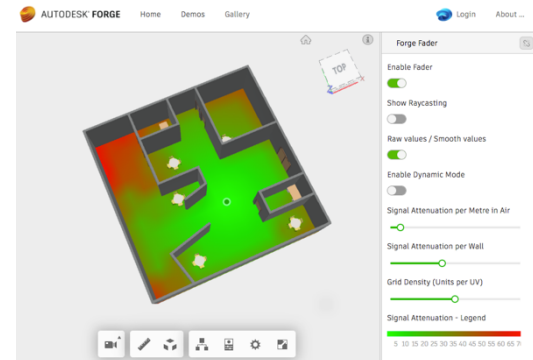 AUTODESK® FORGE Home Demos Gallery Login About ...
TOP
Forge Fader
Enable Fader
Show Raycasting
Raw values / Smooth values
Enable Dynamic Mode
Signal Attenuation per Metre in Air
Signal Attenuation per Wall
Grid Density (Units per UV)
Signal Attenuation - Legend
5 10 15 20 25 30 35 40 45 50 55 60 65